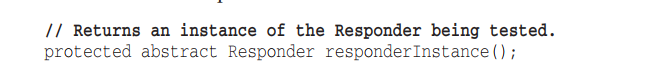 // Returns an instance of the Responder being tested.
protected abstract Responder responderInstance();